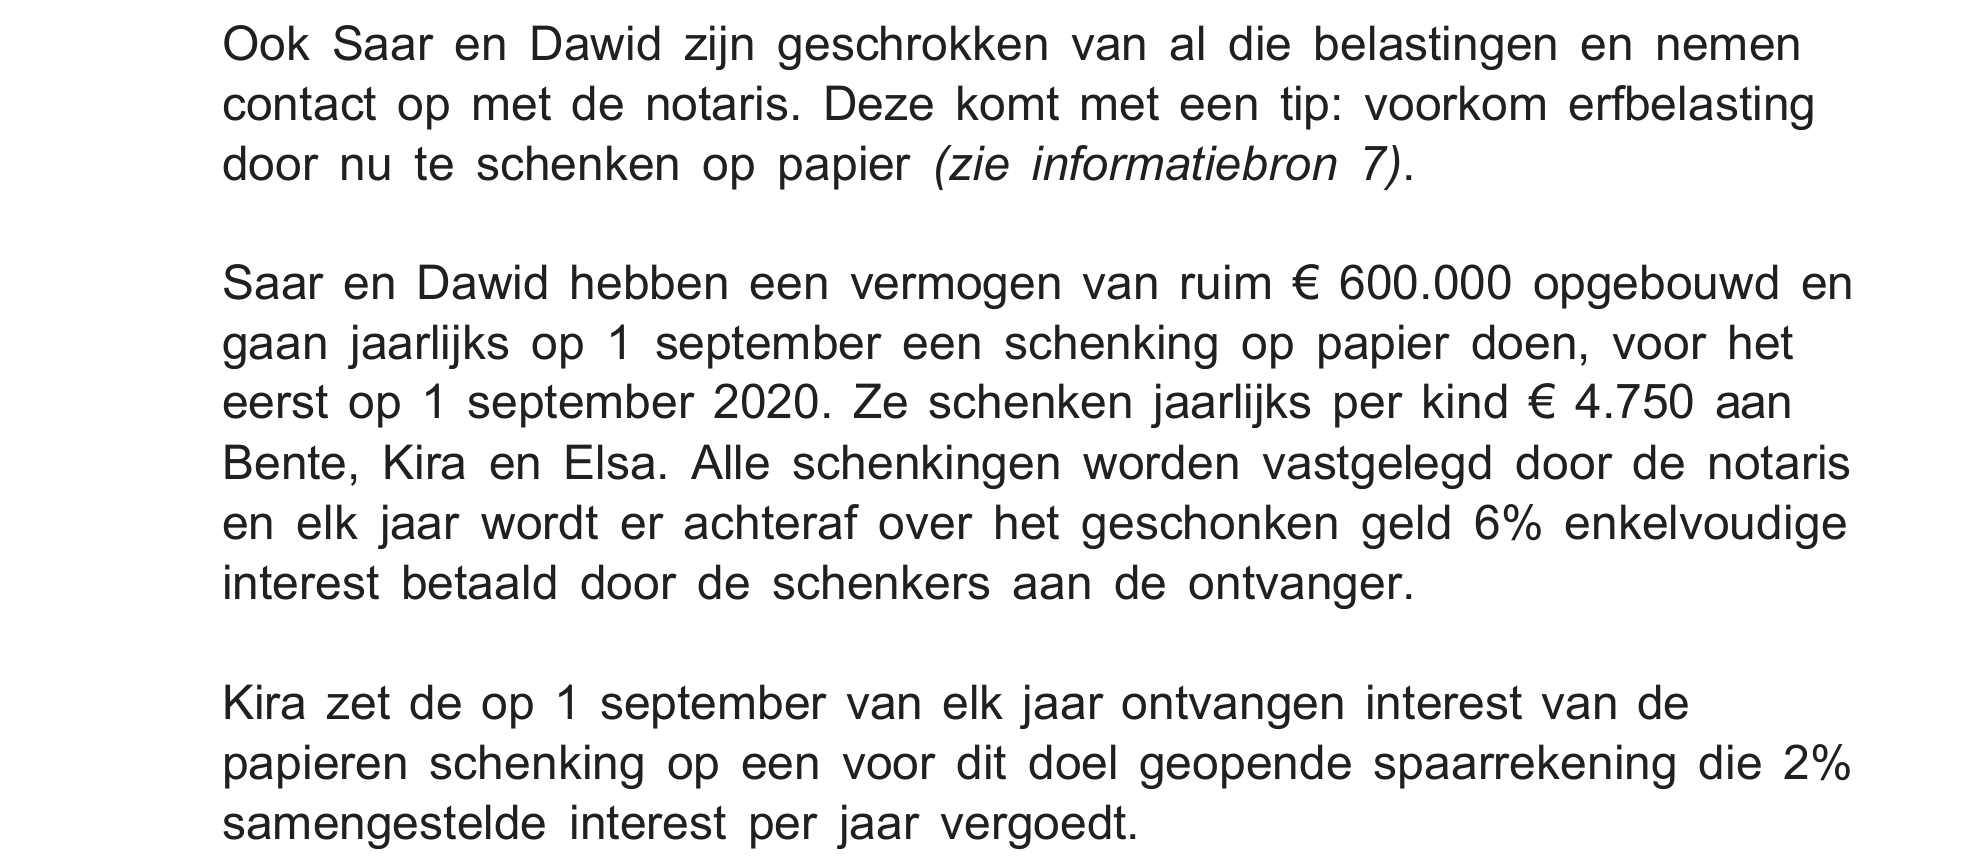 Ook Saar en Dawid zijn geschrokken van al die belastingen en nemen
contact op met de notaris. Deze komt met een tip: voorkom erfbelasting
door nu te schenken op papier (zie informatiebron 7).
Saar en Dawid hebben een vermogen van ruim € 600.000 opgebouwd en
gaan jaarlijks op 1 september een schenking op papier doen, voor het
eerst op 1 september 2020. Ze schenken jaarlijks per kind € 4.750 aan
Bente, Kira en Elsa. Alle schenkingen worden vastgelegd door de notaris
en elk jaar wordt er achteraf over het geschonken geld 6% enkelvoudige
interest betaald door de schenkers aan de ontvanger.
Kira zet de op 1 september van elk jaar ontvangen interest van de
papieren schenking op een voor dit doel geopende spaarrekening die 2%
samengestelde interest per jaar vergoedt.